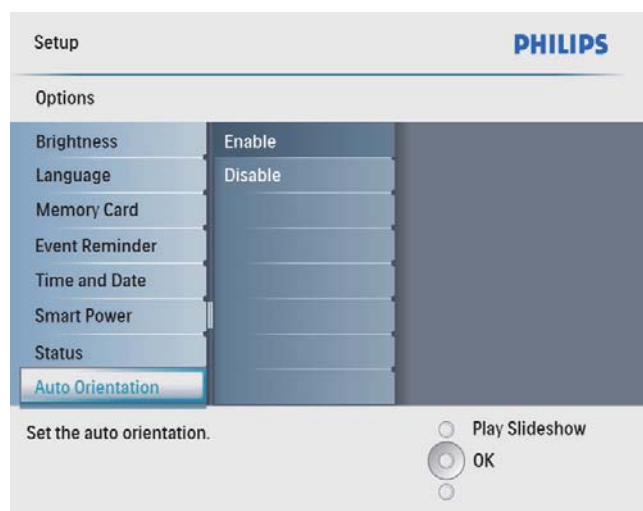 Setup
PHILIPS
Options
Brightness
Language
Memory Card
Event Reminder
Time and Date
Smart Power
Status
Auto Orientation
Enable
Disable
Set the auto orientation.
Play Slideshow
OK